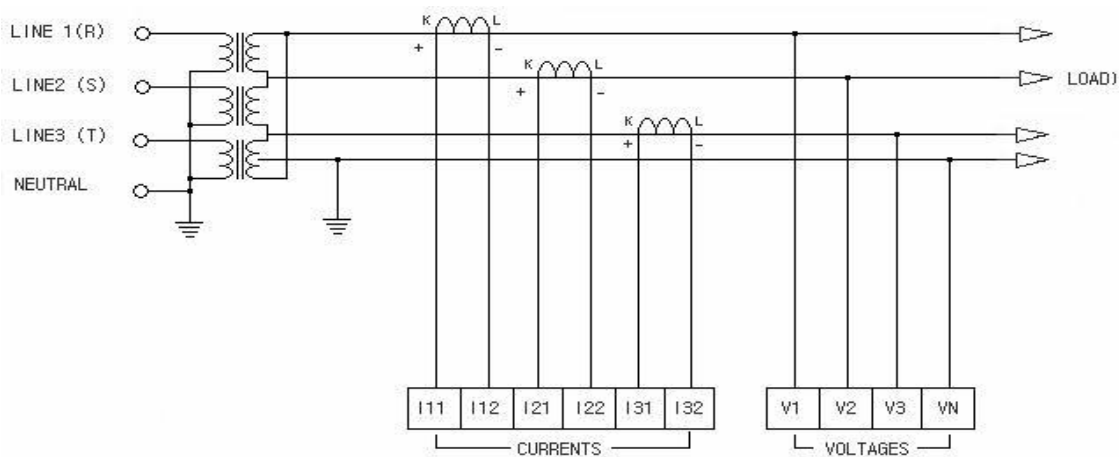 LINE 1(R)
K L
+ -
LINE2 (S)
K L
+ -
LOAD)
LINE3 (T)
K L
+ -
NEUTRAL
I11 I12 I21 I22 I31 I32
V1 V2 V3 VN
CURRENTS
VOLTAGES